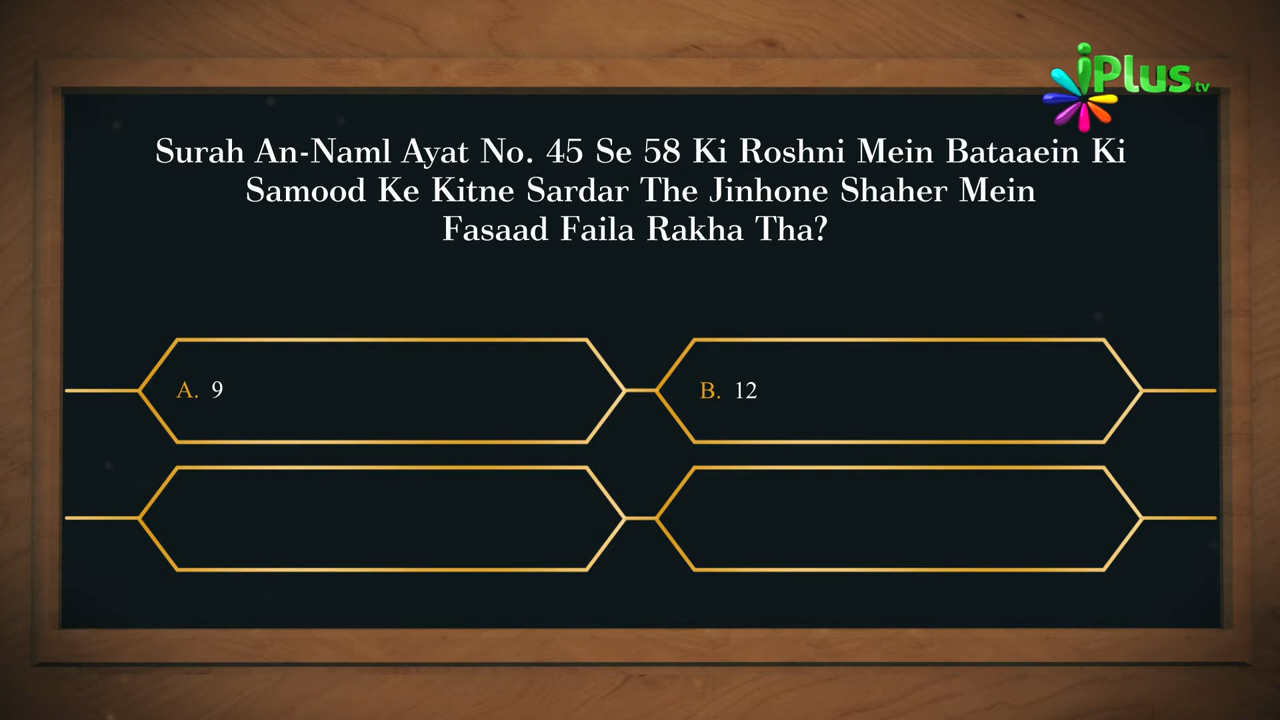 iPlus tv
Surah An-Naml Ayat No. 45 Se 58 Ki Roshni Mein Bataaein Ki
Samood Ke Kitne Sardar The Jinhone Shaher Mein
Fasaad Faila Rakha Tha?
A. 9
B. 12